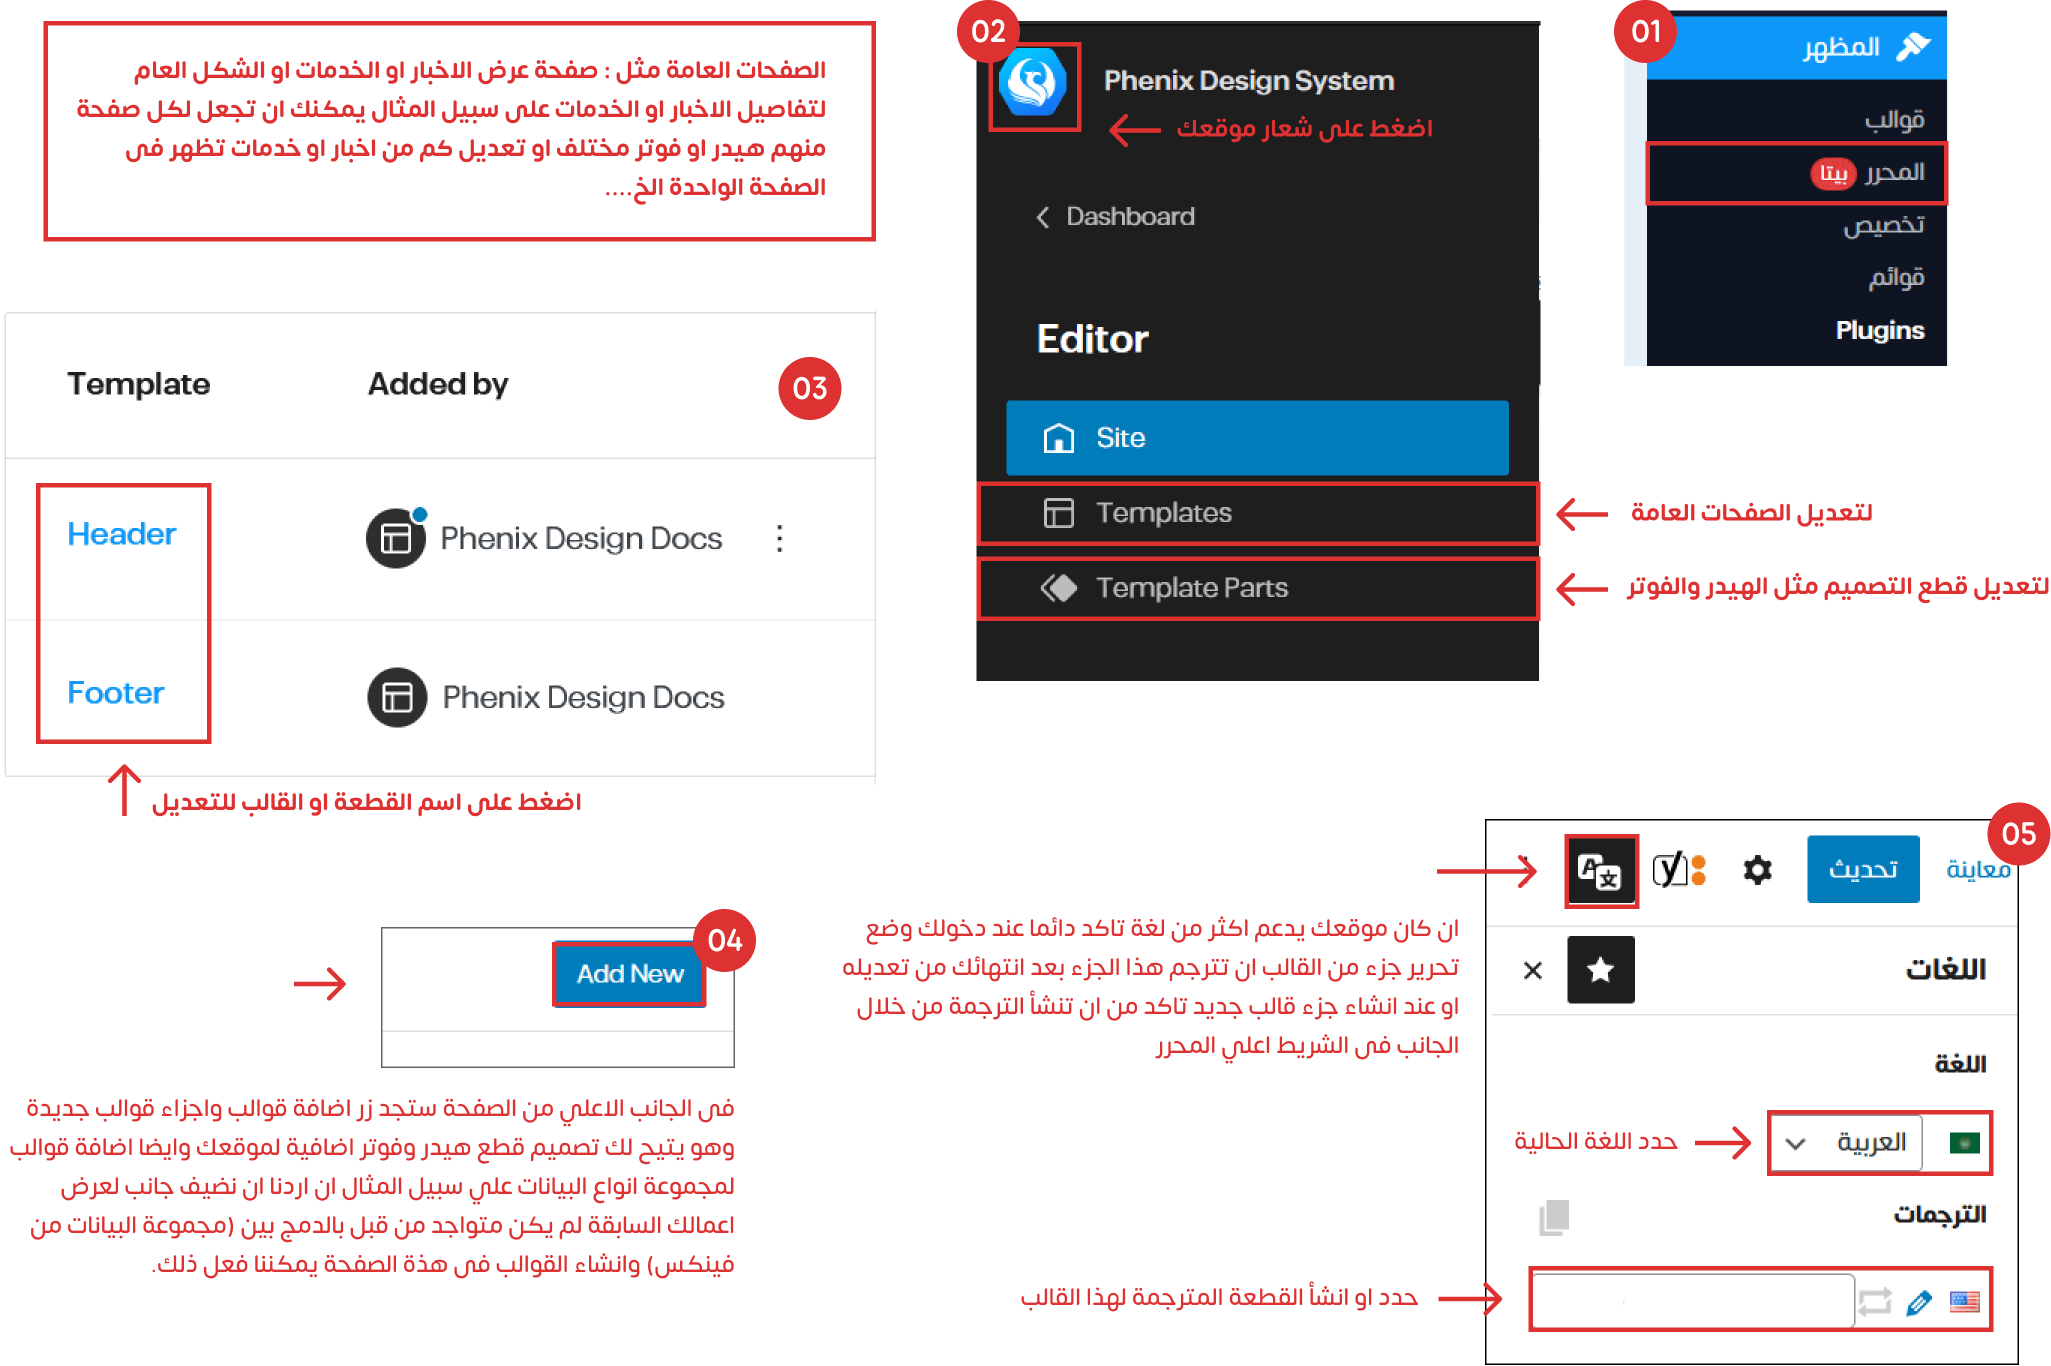 01
المظهر
قوالب
المحرر بيتا
تخصيص
قوائم
Plugins
02
Phenix Design System
اضغط على شعار موقعك
Dashboard
Editor
Site
Templates
لتعديل الصفحات العامة
Template Parts
لتعديل قطع التصميم مثل الهيدر والفوتر
الصفحات العامة مثل : صفحة عرض الاخبار او الخدمات او الشكل العام
لتفاصيل الاخبار او الخدمات على سبيل المثال يمكنك ان تجعل لكل صفحة
منهم هيدر او فوتر مختلف او تعديل كم من اخبار او خدمات تظهر فى
الصفحة الواحدة الخ....
03
Template Added by
Header Phenix Design Docs
Footer Phenix Design Docs
اضغط على اسم القطعة او القالب للتعديل
04
Add New
فى الجانب الاعلي من الصفحة ستجد زر اضافة قوالب واجزاء قوالب جديدة
وهو يتيح لك تصميم قطع هيدر وفوتر اضافية لموقعك وايضا اضافة قوالب
لمجموعة انواع البيانات علي سبيل المثال ان اردنا ان نضيف جانب لعرض
اعمالك السابقة لم يكن متواجد من قبل بالدمج بين (مجموعة البيانات من
فينكس) وانشاء القوالب فى هذة الصفحة يمكننا فعل ذلك.
05
معاينة تحديث
اللغات
ان كان موقعك يدعم اكثر من لغة تاكد دائما عند دخولك وضع
تحرير جزء من القالب ان تترجم هذا الجزء بعد انتهائك من تعديله
او عند انشاء جزء قالب جديد تاكد من ان تنشأ الترجمة من خلال
الجانب فى الشريط اعلي المحرر
اللغة
العربية
حدد اللغة الحالية
الترجمات
حدد او انشأ القطعة المترجمة لهذا القالب